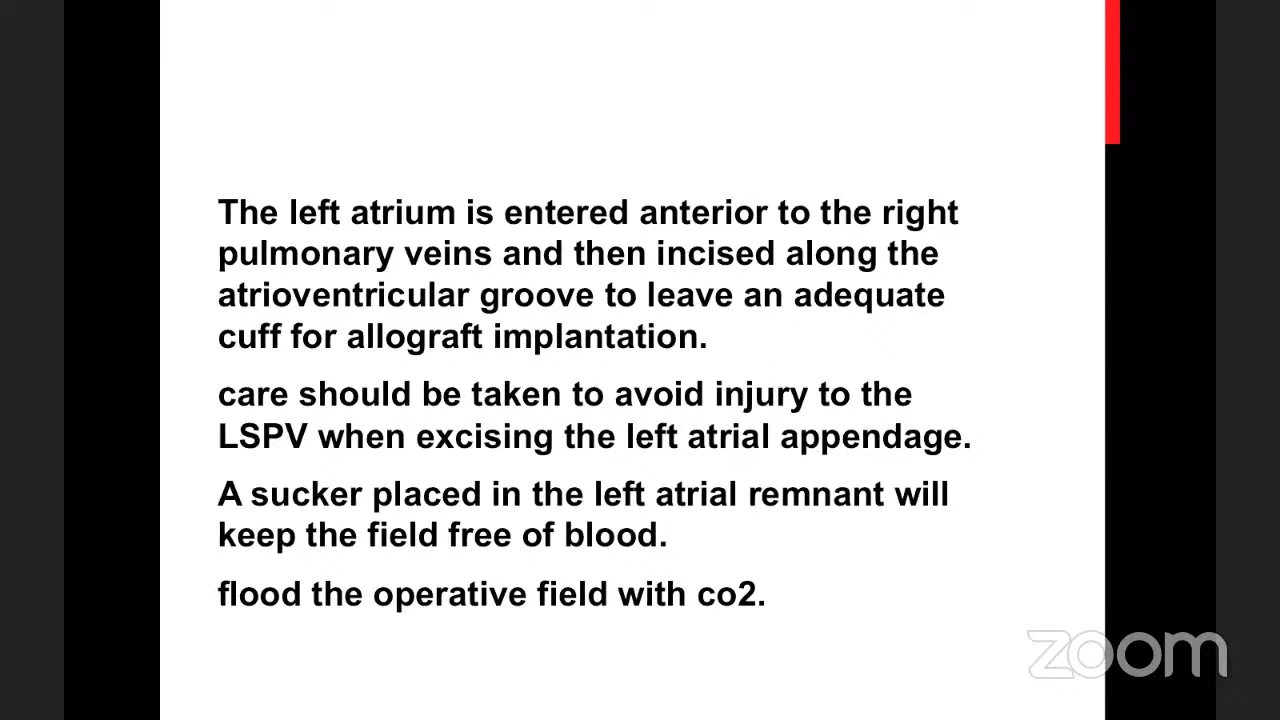 The left atrium is entered anterior to the right
pulmonary veins and then incised along the
atrioventricular groove to leave an adequate
cuff for allograft implantation.
care should be taken to avoid injury to the
LSPV when excising the left atrial appendage.
A sucker placed in the left atrial remnant will
keep the field free of blood.
flood the operative field with co2.
zoom